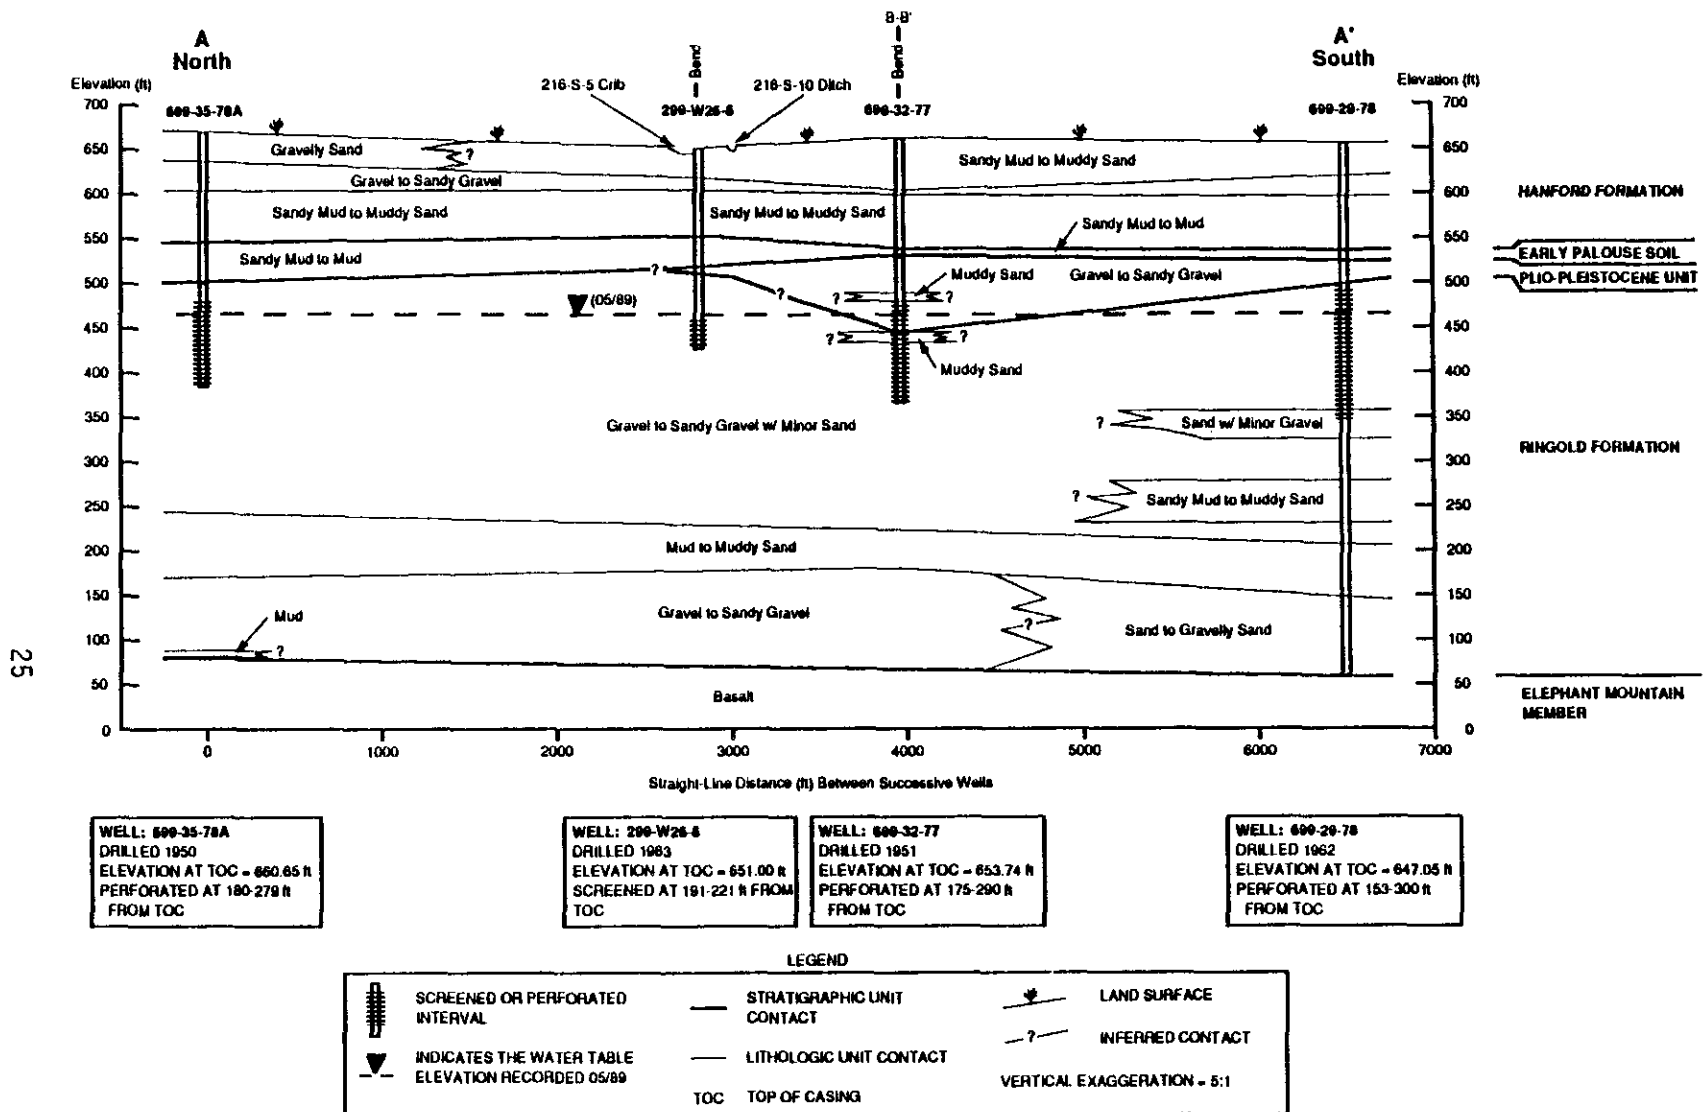 A
North
B-B'
A'
South
Bend
Bend
Elevation (ft)
Elevation (ft)
216-S-5 Crib
216-S-10 Ditch
699-35-78A
299-W26-6
699-32-77
699-29-78
700
650
600
550
500
450
400
350
300
250
200
150
100
50
0
700
650
600
550
500
450
400
350
300
250
200
150
100
50
0
Gravelly Sand
?
Sandy Mud to Muddy Sand
Gravel to Sandy Gravel
HANFORD FORMATION
Sandy Mud to Muddy Sand
Sandy Mud to Muddy Sand
Sandy Mud to Mud
Sandy Mud to Mud
EARLY PALOUSE SOIL
?
Muddy Sand
Gravel to Sandy Gravel
PLIO-PLEISTOCENE UNIT
(05/89)
?
?
?
?
?
Muddy Sand
Gravel to Sandy Gravel w/ Minor Sand
?
Sand w/ Minor Gravel
RINGOLD FORMATION
?
Sandy Mud to Muddy Sand
Mud to Muddy Sand
Mud
Gravel to Sandy Gravel
?
Sand to Gravelly Sand
?
Basalt
ELEPHANT MOUNTAIN
MEMBER
0
1000
2000
3000
4000
5000
6000
7000
Straight-Line Distance (ft) Between Successive Wells
25
WELL: 699-35-78A
DRILLED 1950
ELEVATION AT TOC = 660.65 ft
PERFORATED AT 180-279 ft
FROM TOC
WELL: 299-W26-6
DRILLED 1963
ELEVATION AT TOC = 651.00 ft
SCREENED AT 191-221 ft FROM
TOC
WELL: 699-32-77
DRILLED 1951
ELEVATION AT TOC = 653.74 ft
PERFORATED AT 175-290 ft
FROM TOC
WELL: 699-29-78
DRILLED 1962
ELEVATION AT TOC = 647.05 ft
PERFORATED AT 153-300 ft
FROM TOC
LEGEND
SCREENED OR PERFORATED
INTERVAL
INDICATES THE WATER TABLE
ELEVATION RECORDED 05/89
STRATIGRAPHIC UNIT
CONTACT
LITHOLOGIC UNIT CONTACT
TOC TOP OF CASING
LAND SURFACE
? INFERRED CONTACT
VERTICAL EXAGGERATION = 5:1